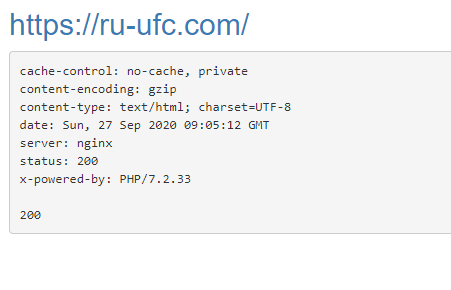 https://ru-ufc.com/
cache-control: no-cache, private
content-encoding: gzip
content-type: text/html; charset=UTF-8
date: Sun, 27 Sep 2020 09:05:12 GMT
server: nginx
status: 200
x-powered-by: PHP/7.2.33
200